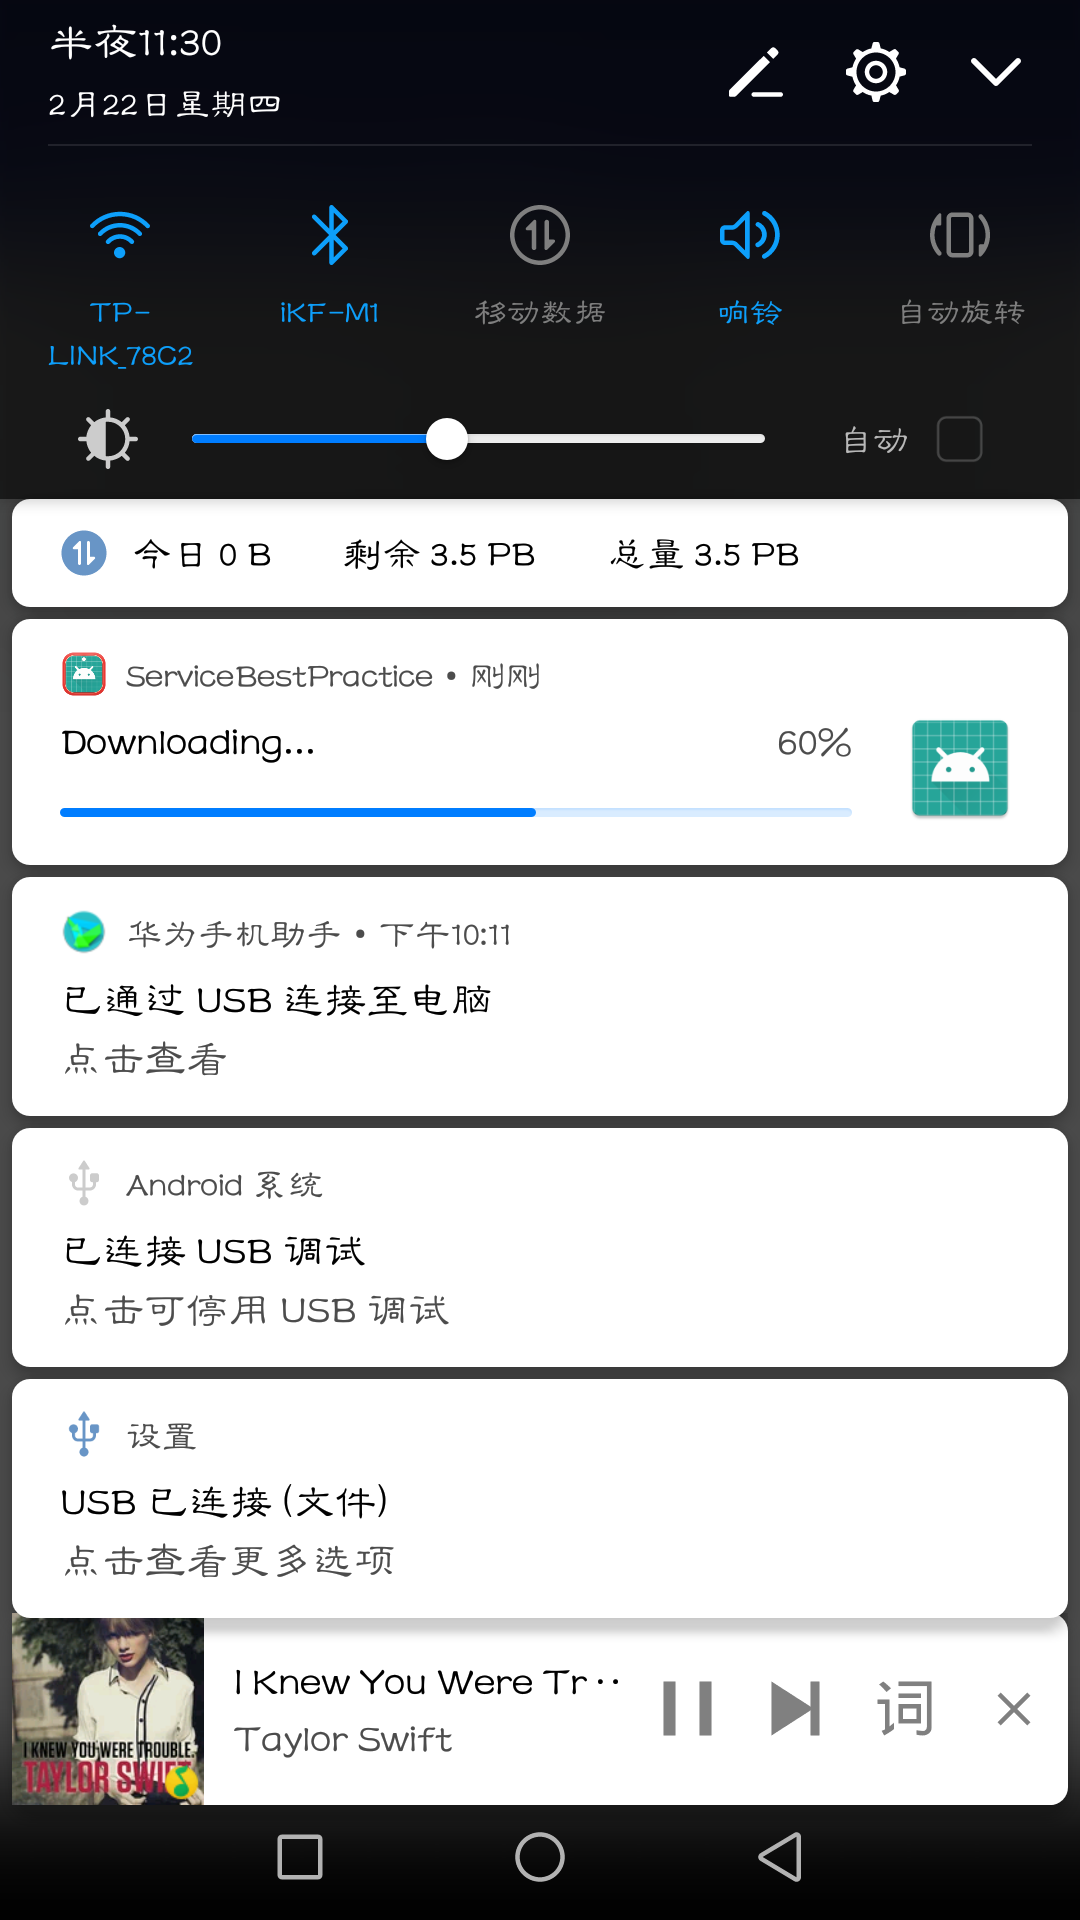 半夜11:30
2月22日星期四
TP-
LINK_78C2
iKF-M1
移动数据
响铃
自动旋转
自动
今日 0 B 剩余 3.5 PB 总量 3.5 PB
ServiceBestPractice • 刚刚
Downloading... 60%
华为手机助手 • 下午10:11
已通过 USB 连接至电脑
点击查看
Android 系统
已连接 USB 调试
点击可停用 USB 调试
设置
USB 已连接 (文件)
点击查看更多选项
I KNEW YOU WERE TROUBLE.
TAYLOR SWIFT
I Knew You Were Tr··
Taylor Swift
词